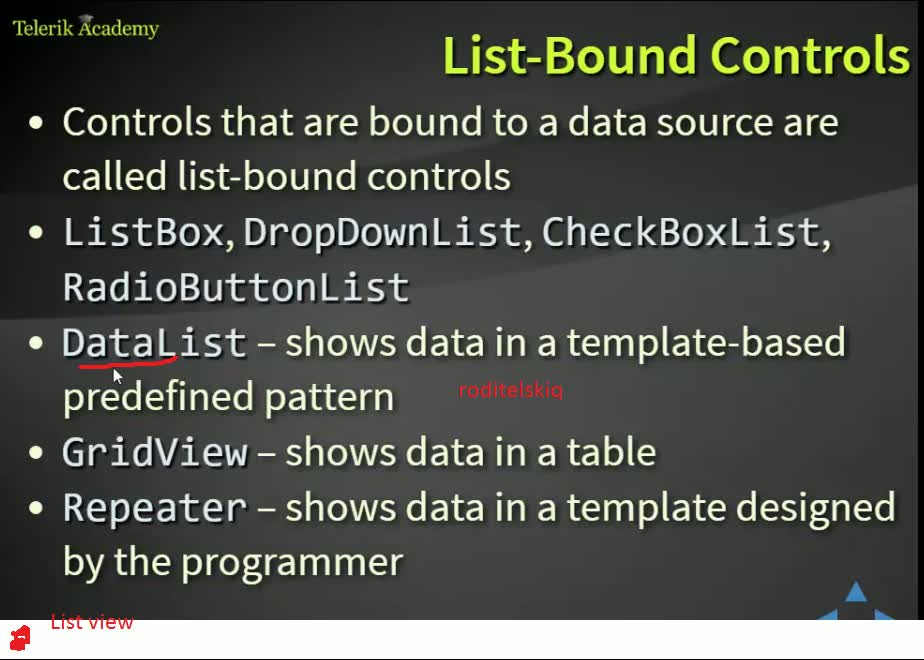 Telerik Academy
List-Bound Controls
• Controls that are bound to a data source are
called list-bound controls
• ListBox, DropDownList, CheckBoxList,
RadioButtonList
• DataList – shows data in a template-based
predefined pattern
roditelskiq
• GridView – shows data in a table
• Repeater – shows data in a template designed
by the programmer
List view